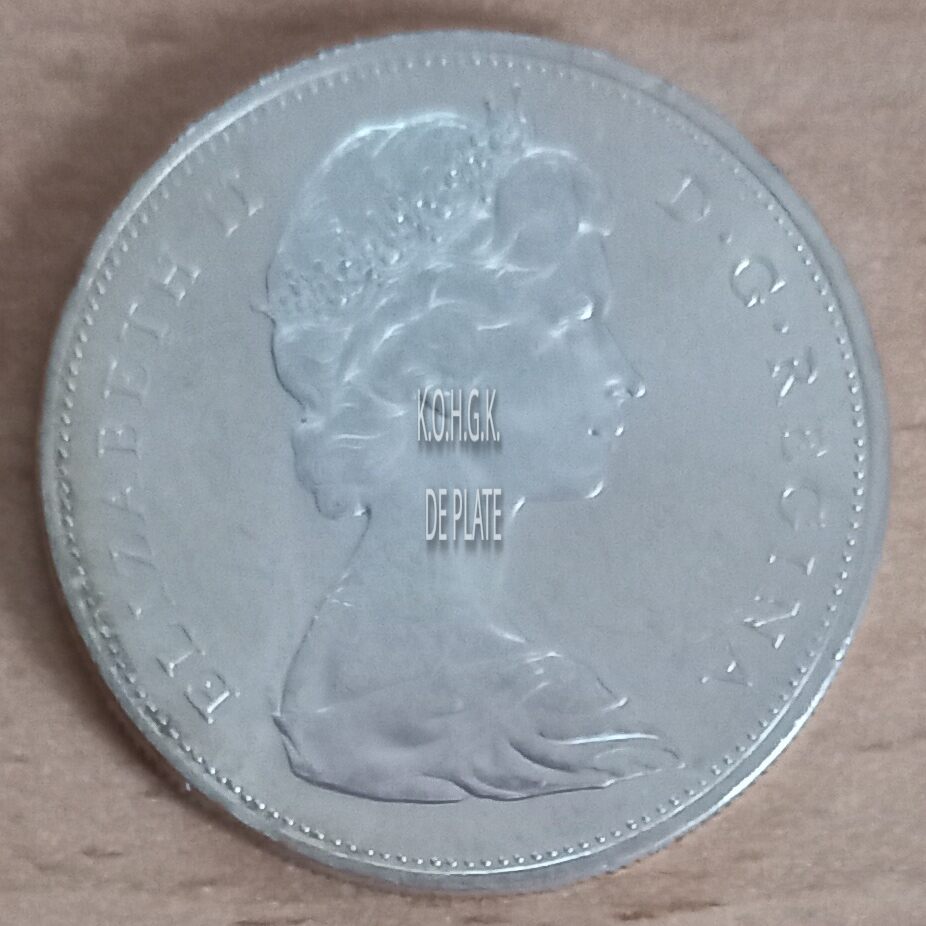 ELIZABETH II D·G·REGINA
K.O.H.G.K.
DE PLATE